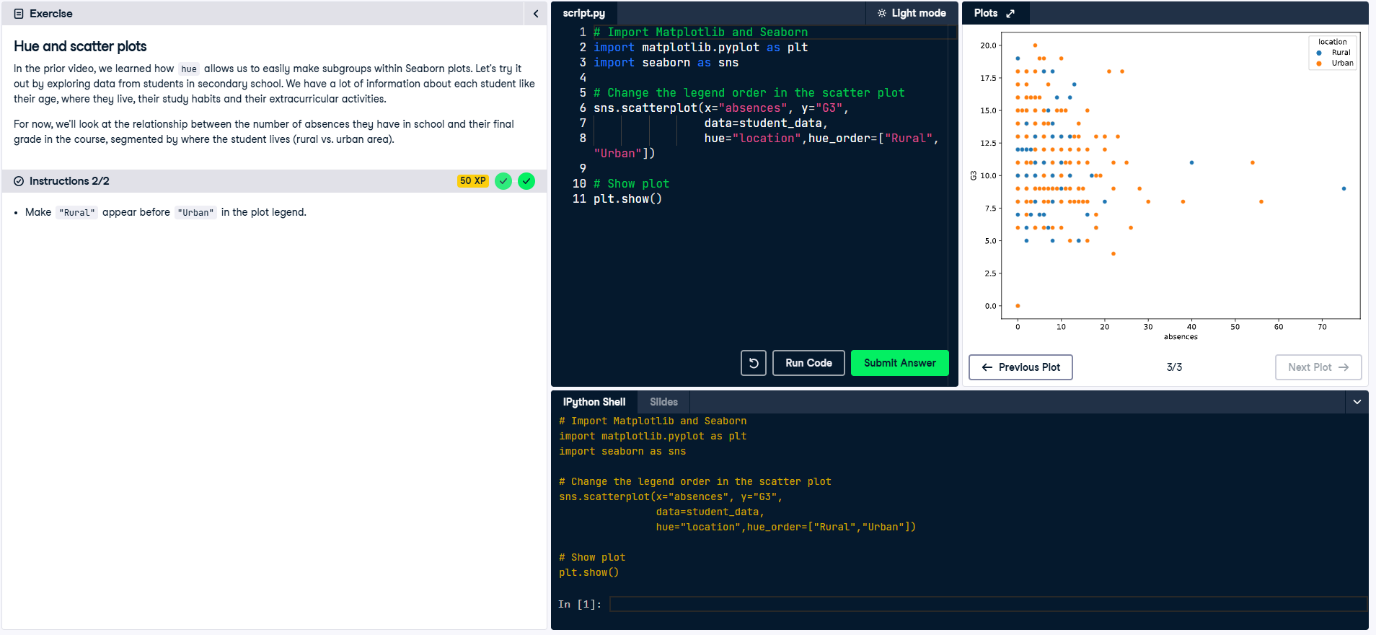 Exercise
Hue and scatter plots
In the prior video, we learned how hue allows us to easily make subgroups within Seaborn plots. Let's try it
out by exploring data from students in secondary school. We have a lot of information about each student like
their age, where they live, their study habits and their extracurricular activities.
For now, we'll look at the relationship between the number of absences they have in school and their final
grade in the course, segmented by where the student lives (rural vs. urban area).
Instructions 2/2
50 XP
• Make "Rural" appear before "Urban" in the plot legend.
script.py
Light mode
1 # Import Matplotlib and Seaborn
2 import matplotlib.pyplot as plt
3 import seaborn as sns
4
5 # Change the legend order in the scatter plot
6 sns.scatterplot(x="absences", y="G3",
7 data=student_data,
8 hue="location",hue_order=["Rural",
"Urban"])
9
10 # Show plot
11 plt.show()
Run Code
Submit Answer
Plots
location
Rural
Urban
20.0
17.5
15.0
12.5
10.0
7.5
5.0
2.5
0.0
G3
0 10 20 30 40 50 60 70
absences
← Previous Plot
3/3
Next Plot →
IPython Shell
Slides
# Import Matplotlib and Seaborn
import matplotlib.pyplot as plt
import seaborn as sns
# Change the legend order in the scatter plot
sns.scatterplot(x="absences", y="G3",
data=student_data,
hue="location",hue_order=["Rural","Urban"])
# Show plot
plt.show()
In [1]: